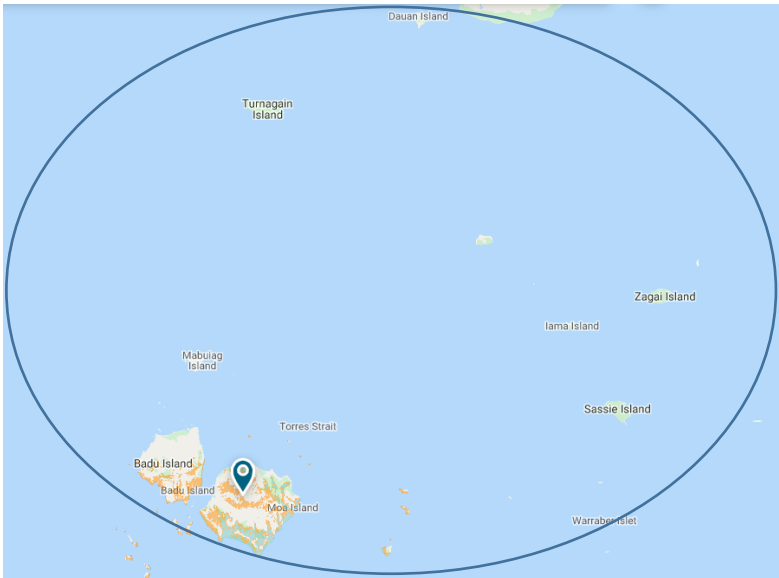 Dauan Island
Turnagain
Island
Zagai Island
Iama Island
Mabuiag
Island
Sassie Island
Torres Strait
Badu Island
Badu Island
Moa Island
Warraber Islet